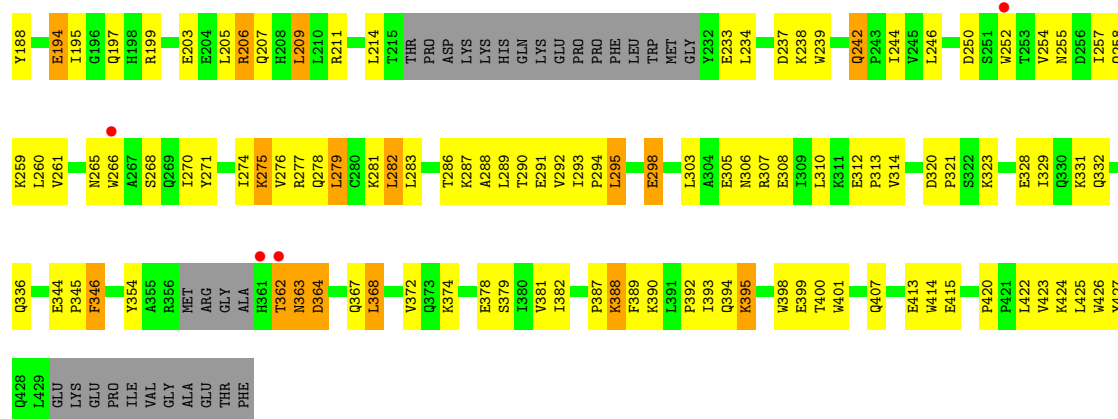 Y188 E194 I195 G196 Q197 H198 R199 E203 E204 L205 R206 Q207 H208 L209 L210 R211 L214 T215 THR PRO ASP LYS LYS HIS GLN LYS GLU PRO PRO PHE LEU TRP MET GLY Y232 E233 L234 D237 K238 W239 Q242 P243 I244 V245 L246 D250 S251 W252 T253 V254 N255 D256 I257 Q258
K259 L260 V261 N265 W266 A267 S268 Q269 I270 Y271 I274 K275 V276 R277 Q278 L279 C280 K281 L282 L283 T286 K287 A288 L289 T290 E291 V292 I293 P294 L295 E298 L303 A304 E305 N306 R307 E308 I309 L310 K311 E312 P313 V314 D320 P321 S322 K323 E328 I329 Q330 K331 Q332
Q336 E344 P345 F346 Y354 A355 R356 MET ARG GLY ALA H361 T362 N363 D364 Q367 L368 V372 Q373 K374 E378 S379 I380 V381 I382 P387 K388 F389 K390 L391 P392 I393 Q394 K395 W398 E399 T400 W401 Q407 E413 W414 E415 P420 P421 L422 V423 K424 L425 W426 Y427
Q428 L429 GLU LYS GLU PRO ILE VAL GLY ALA GLU THR PHE